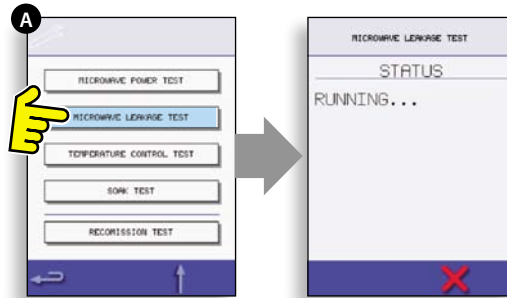 A
MICROWAVE POWER TEST
MICROWAVE LEAKAGE TEST
TEMPERATURE CONTROL TEST
SOAK TEST
RECOMISSION TEST
MICROWAVE LEAKAGE TEST
STATUS
RUNNING...